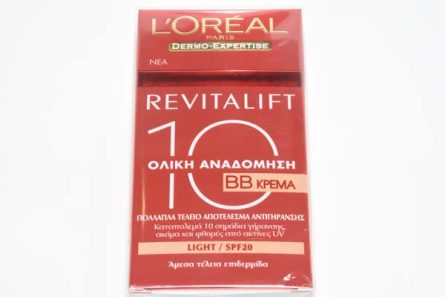 L'ORÉAL
PARIS
DERMO-EXPERTISE
ΝΕΑ
REVITALIFT
10
ΟΛΙΚΗ ΑΝΑΔΟΜΗΣΗ
BB ΚΡΕΜΑ
ΠΟΛΛΑΠΛΑ ΤΕΛΕΙΟ ΑΠΟΤΕΛΕΣΜΑ ΑΝΤΙΓΗΡΑΝΣΗΣ
Καταπολεμά 10 σημάδια γήρανσης,
ακόμα και φθορές από ακτίνες UV
LIGHT / SPF20
Άμεσα τέλεια επιδερμίδα